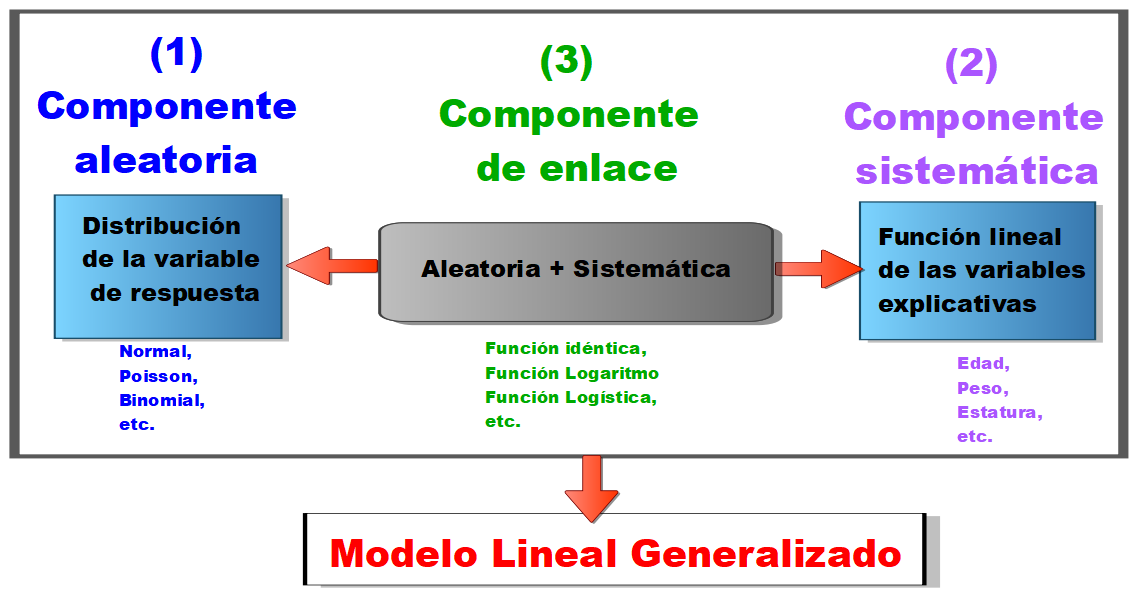 (1)
Componente
aleatoria
Distribución
de la variable
de respuesta
Normal,
Poisson,
Binomial,
etc.
(3)
Componente
de enlace
Aleatoria + Sistemática
Función idéntica,
Función Logaritmo
Función Logística,
etc.
(2)
Componente
sistemática
Función lineal
de las variables
explicativas
Edad,
Peso,
Estatura,
etc.
Modelo Lineal Generalizado